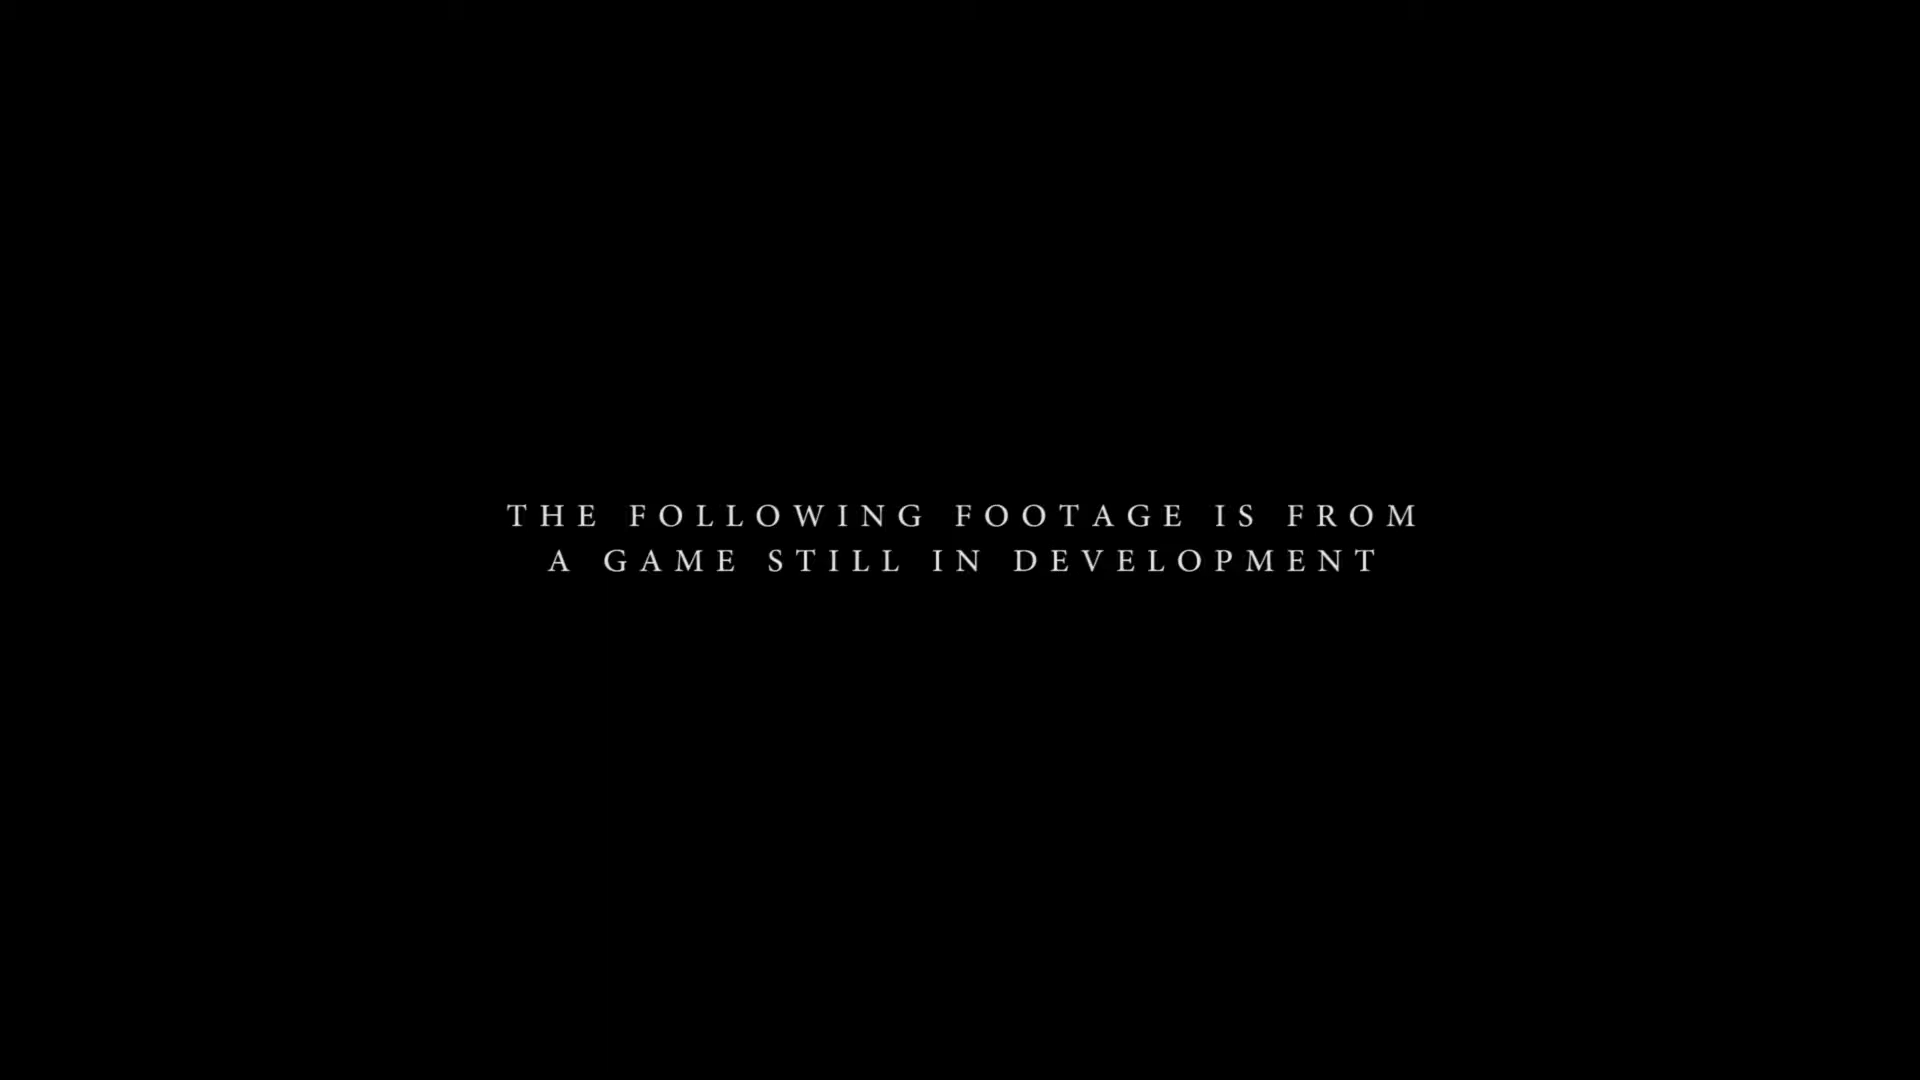 THE FOLLOWING FOOTAGE IS FROM
A GAME STILL IN DEVELOPMENT